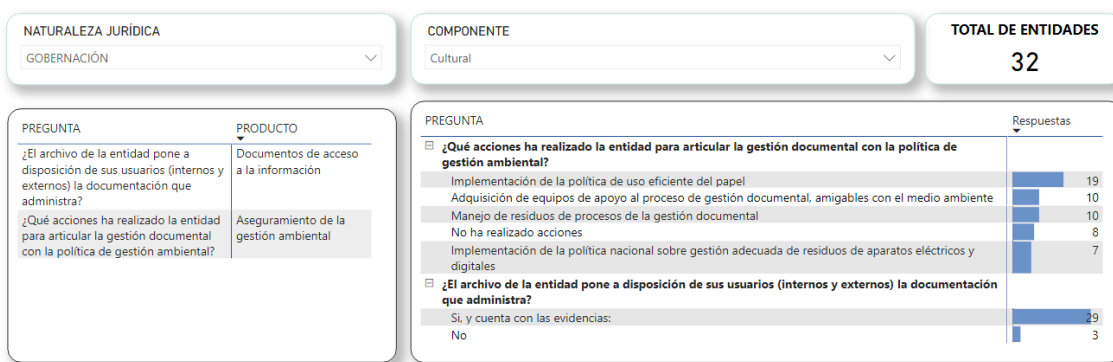 NATURALEZA JURÍDICA
GOBERNACIÓN
COMPONENTE
Cultural
TOTAL DE ENTIDADES
32
PREGUNTA PRODUCTO
¿El archivo de la entidad pone a Documentos de acceso
disposición de sus usuarios (internos y a la información
externos) la documentación que
administra?
¿Qué acciones ha realizado la entidad Aseguramiento de la
para articular la gestión documental gestión ambiental
con la política de gestión ambiental?
PREGUNTA Respuestas
¿Qué acciones ha realizado la entidad para articular la gestión documental con la política de
gestión ambiental?
Implementación de la política de uso eficiente del papel 19
Adquisición de equipos de apoyo al proceso de gestión documental, amigables con el medio ambiente 10
Manejo de residuos de procesos de la gestión documental 10
No ha realizado acciones 8
Implementación de la política nacional sobre gestión adecuada de residuos de aparatos eléctricos y 7
digitales
¿El archivo de la entidad pone a disposición de sus usuarios (internos y externos) la documentación
que administra?
Si, y cuenta con las evidencias: 29
No 3